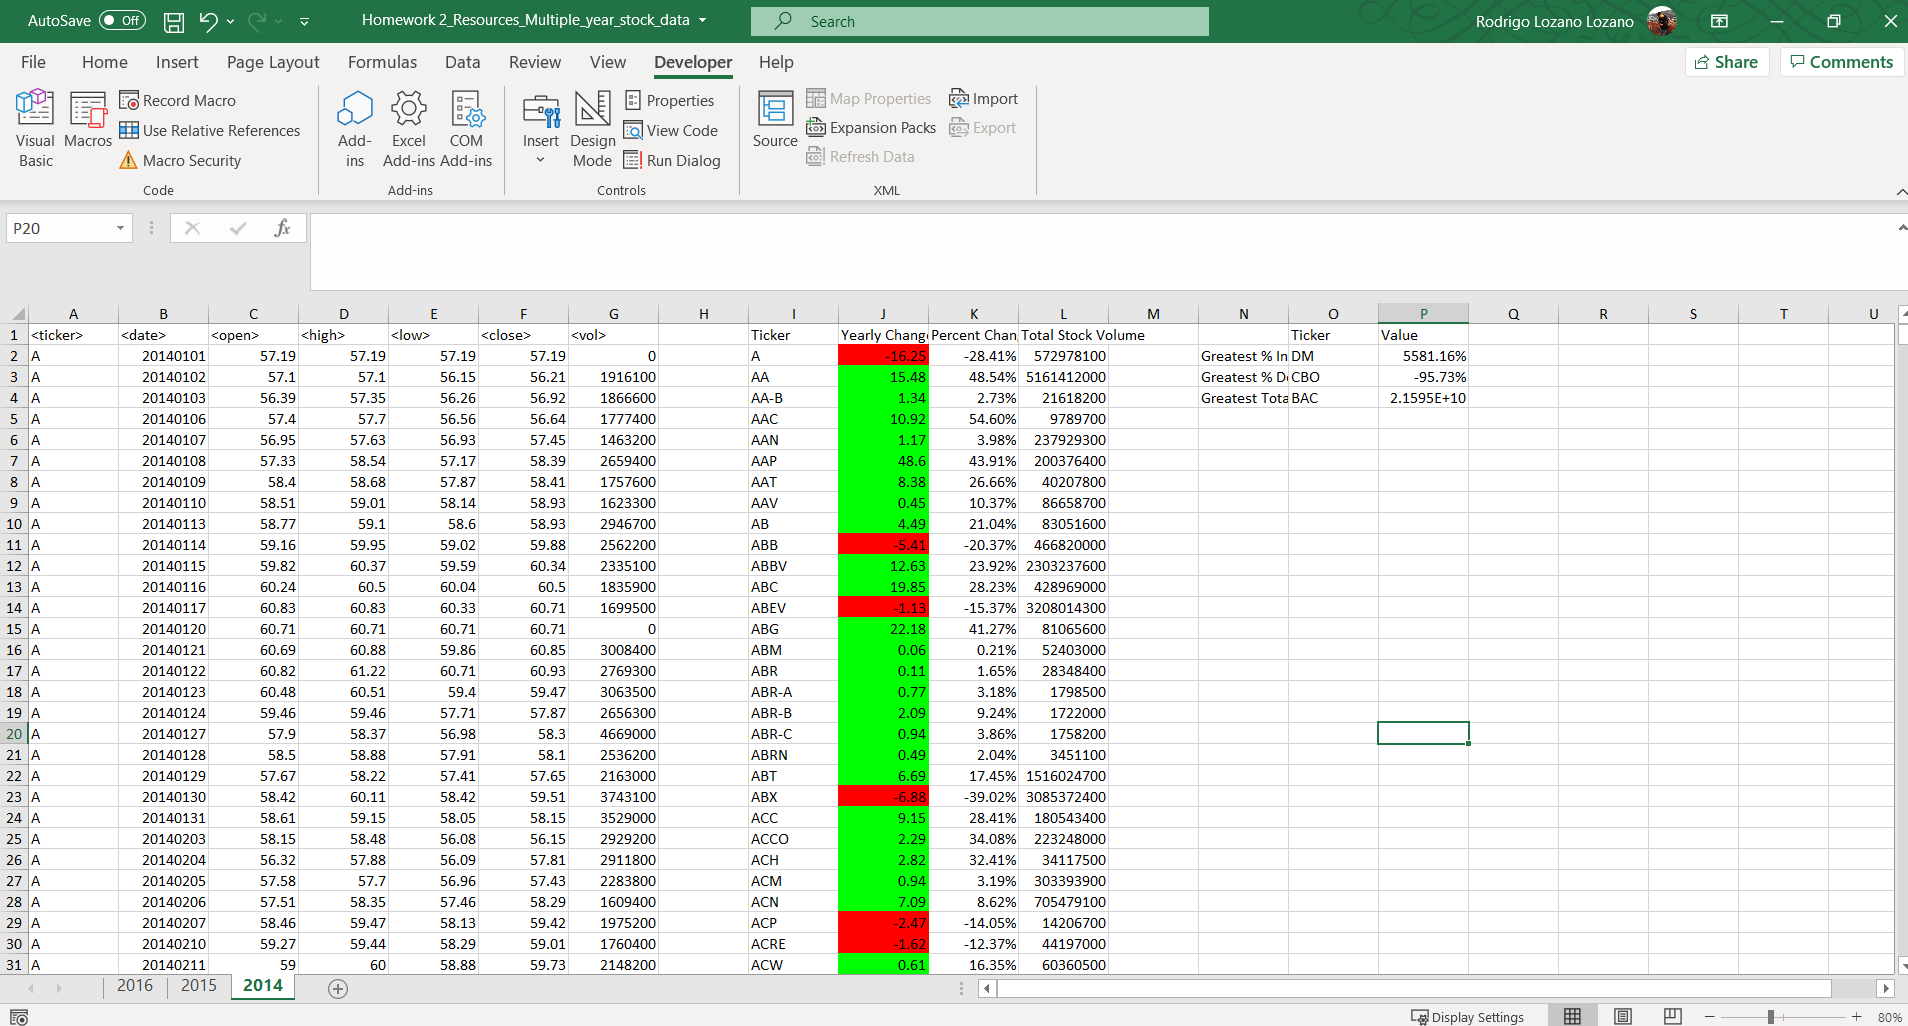 AutoSave Off Homework 2_Resources_Multiple_year_stock_data Search Rodrigo Lozano Lozano
File Home Insert Page Layout Formulas Data Review View Developer Help Share Comments
Visual Basic Macros Record Macro Use Relative References Macro Security
Add-ins Excel Add-ins COM Add-ins
Insert Design Mode Properties View Code Run Dialog
Source Map Properties Expansion Packs Refresh Data Import Export
Code Add-ins Controls XML
P20 fx
A B C D E F G H I J K L M N O P Q R S T U
1 <ticker> <date> <open> <high> <low> <close> <vol> Ticker Yearly Chang Percent Chan Total Stock Volume Ticker Value
2 A 20140101 57.19 57.19 57.19 57.19 0 A -16.25 -28.41% 572978100 Greatest % In DM 5581.16%
3 A 20140102 57.1 57.1 56.15 56.21 1916100 AA 15.48 48.54% 5161412000 Greatest % D CBO -95.73%
4 A 20140103 56.39 57.35 56.26 56.92 1866600 AA-B 1.34 2.73% 21618200 Greatest Tota BAC 2.1595E+10
5 A 20140106 57.4 57.7 56.56 56.64 1777400 AAC 10.92 54.60% 9789700
6 A 20140107 56.95 57.63 56.93 57.45 1463200 AAN 1.17 3.98% 237929300
7 A 20140108 57.33 58.54 57.17 58.39 2659400 AAP 48.6 43.91% 200376400
8 A 20140109 58.4 58.68 57.87 58.41 1757600 AAT 8.38 26.66% 40207800
9 A 20140110 58.51 59.01 58.14 58.93 1623300 AAV 0.45 10.37% 86658700
10 A 20140113 58.77 59.1 58.6 58.93 2946700 AB 4.49 21.04% 83051600
11 A 20140114 59.16 59.95 59.02 59.88 2562200 ABB -5.41 -20.37% 466820000
12 A 20140115 59.82 60.37 59.59 60.34 2335100 ABBV 12.63 23.92% 2303237600
13 A 20140116 60.24 60.5 60.04 60.5 1835900 ABC 19.85 28.23% 428969000
14 A 20140117 60.83 60.83 60.33 60.71 1699500 ABEV -1.13 -15.37% 3208014300
15 A 20140120 60.71 60.71 60.71 60.71 0 ABG 22.18 41.27% 81065600
16 A 20140121 60.69 60.88 59.86 60.85 3008400 ABM 0.06 0.21% 52403000
17 A 20140122 60.82 61.22 60.71 60.93 2769300 ABR 0.11 1.65% 28348400
18 A 20140123 60.48 60.51 59.4 59.47 3063500 ABR-A 0.77 3.18% 1798500
19 A 20140124 59.46 59.46 57.71 57.87 2656300 ABR-B 2.09 9.24% 1722000
20 A 20140127 57.9 58.37 56.98 58.3 4669000 ABR-C 0.94 3.86% 1758200
21 A 20140128 58.5 58.88 57.91 58.1 2536200 ABRN 0.49 2.04% 3451100
22 A 20140129 57.67 58.22 57.41 57.65 2163000 ABT 6.69 17.45% 1516024700
23 A 20140130 58.42 60.11 58.42 59.51 3743100 ABX -6.88 -39.02% 3085372400
24 A 20140131 58.61 59.15 58.05 58.15 3529000 ACC 9.15 28.41% 180543400
25 A 20140203 58.15 58.48 56.08 56.15 2929200 ACCO 2.29 34.08% 223248000
26 A 20140204 56.32 57.88 56.09 57.81 2911800 ACH 2.82 32.41% 34117500
27 A 20140205 57.58 57.7 56.96 57.43 2283800 ACM 0.94 3.19% 303393900
28 A 20140206 57.51 58.35 57.46 58.29 1609400 ACN 7.09 8.62% 705479100
29 A 20140207 58.46 59.47 58.13 59.42 1975200 ACP -2.47 -14.05% 14206700
30 A 20140210 59.27 59.44 58.29 59.01 1760400 ACRE -1.62 -12.37% 44197000
31 A 20140211 59 60 58.88 59.73 2148200 ACW 0.61 16.35% 60360500
2016 2015 2014
Display Settings 80%